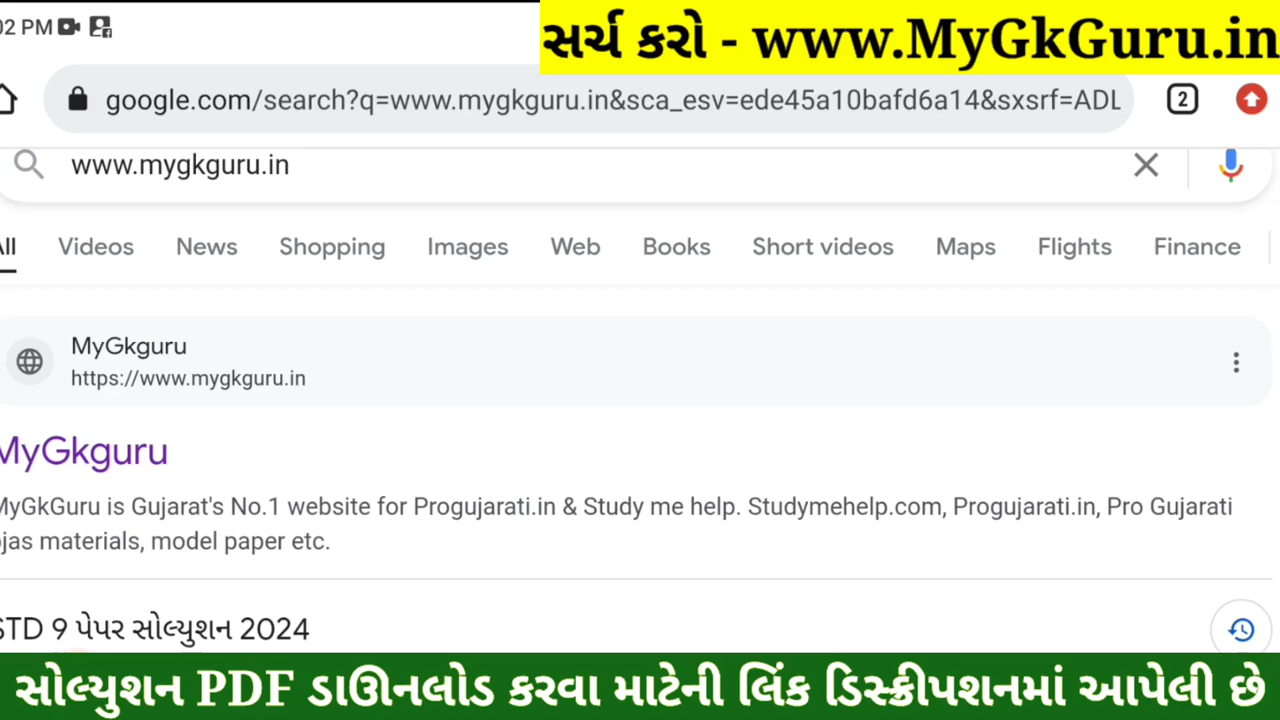 02 PM
સર્ચ કરો - www.MyGkGuru.in
google.com/search?q=www.mygkguru.in&sca_esv=ede45a10bafd6a14&sxsrf=ADL
2
www.mygkguru.in
All Videos News Shopping Images Web Books Short videos Maps Flights Finance
MyGkguru
https://www.mygkguru.in
MyGkguru
MyGkGuru is Gujarat's No.1 website for Progujarati.in & Study me help. Studymehelp.com, Progujarati.in, Pro Gujarati
ojas materials, model paper etc.
STD 9 પેપર સોલ્યુશન 2024
સોલ્યુશન PDF ડાઊનલોડ કરવા માટેની લિંક ડિસ્ક્રીપશનમાં આપેલી છે